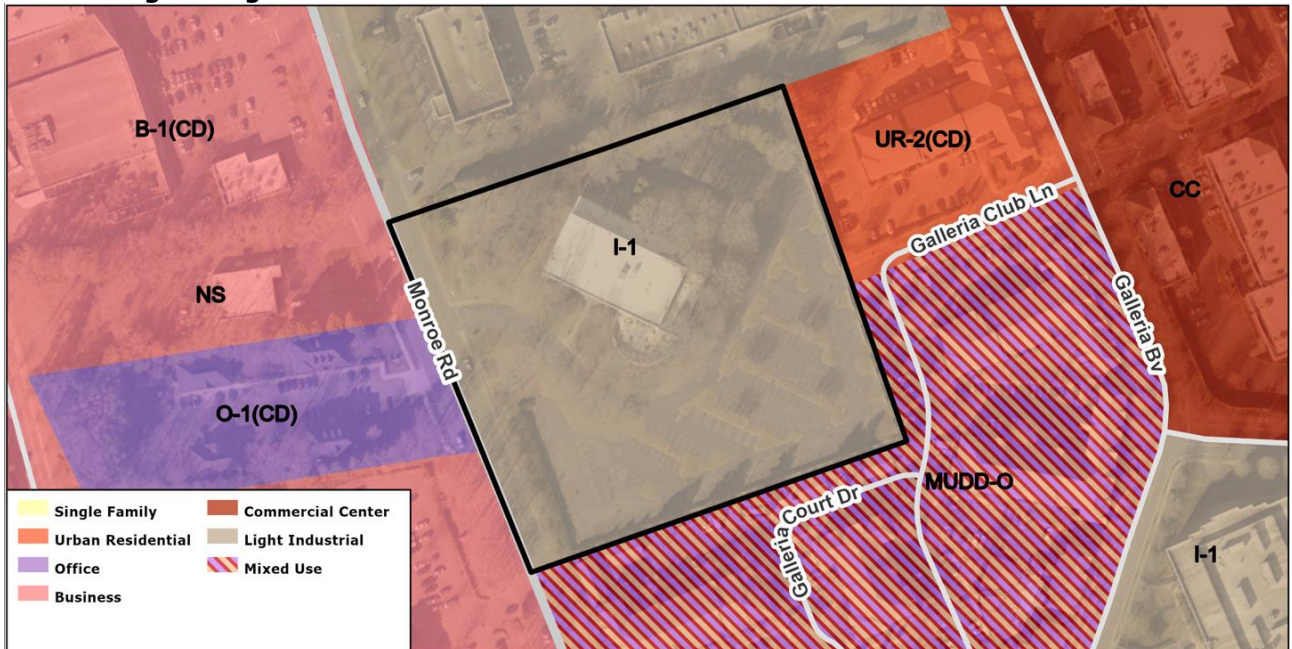 B-1(CD)
UR-2(CD)
CC
I-1
Galleria Club Ln
NS
Monroe Rd
Galleria Bv
O-1(CD)
MUDD-O
Galleria Court Dr
I-1
Single Family
Urban Residential
Office
Business
Commercial Center
Light Industrial
Mixed Use